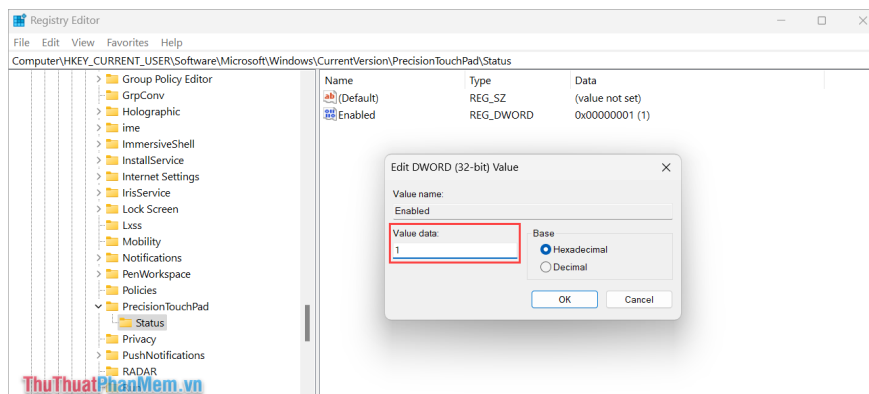 Registry Editor
File Edit View Favorites Help
Computer\HKEY_CURRENT_USER\Software\Microsoft\Windows\CurrentVersion\PrecisionTouchPad\Status
Group Policy Editor
GrpConv
Holographic
ime
ImmersiveShell
InstallService
Internet Settings
IrisService
Lock Screen
Lxss
Mobility
Notifications
PenWorkspace
Policies
PrecisionTouchPad
Status
Privacy
PushNotifications
RADAR
Name Type Data
(Default) REG_SZ (value not set)
Enabled REG_DWORD 0x00000001 (1)
Edit DWORD (32-bit) Value
Value name:
Enabled
Value data:
1
Base
Hexadecimal
Decimal
OK Cancel
ThuThuatPhanMem.vn